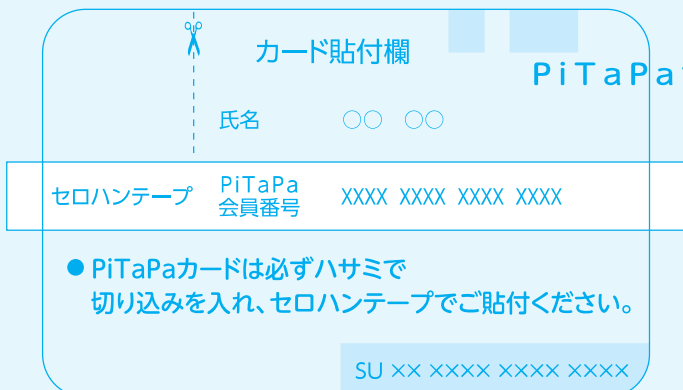 カード貼付欄
PiTaPa
氏名 ○○ ○○
セロハンテープ
PiTaPa
会員番号 XXXX XXXX XXXX XXXX
●PiTaPaカードは必ずハサミで
切り込みを入れ、セロハンテープでご貼付ください。
SU ×× ×××× ×××× ××××